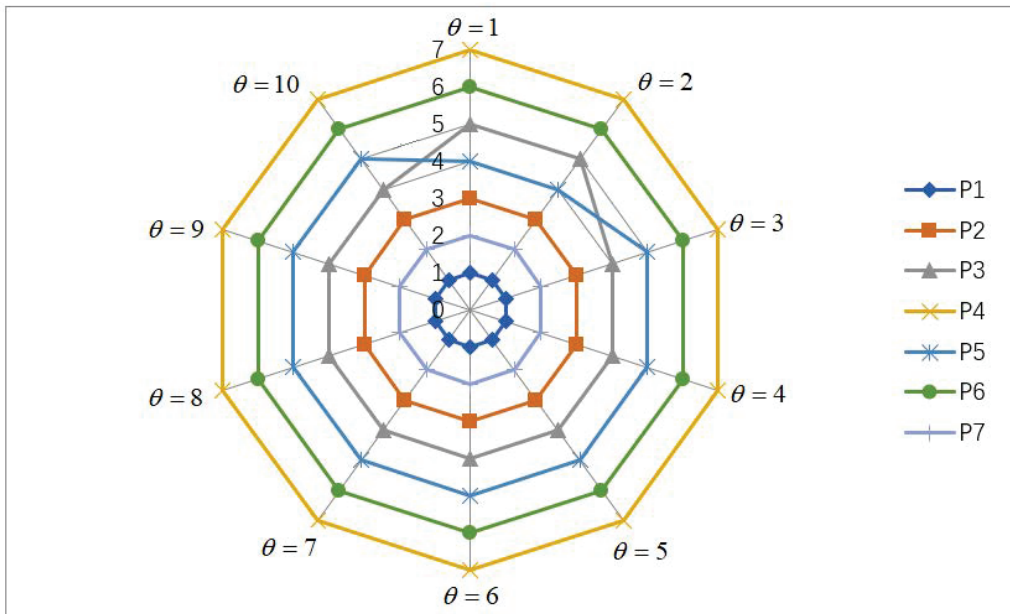 θ = 1
θ = 2
θ = 3
θ = 4
θ = 5
θ = 6
θ = 7
θ = 8
θ = 9
θ = 10
7
6
5
4
3
2
1
0
P1
P2
P3
P4
P5
P6
P7